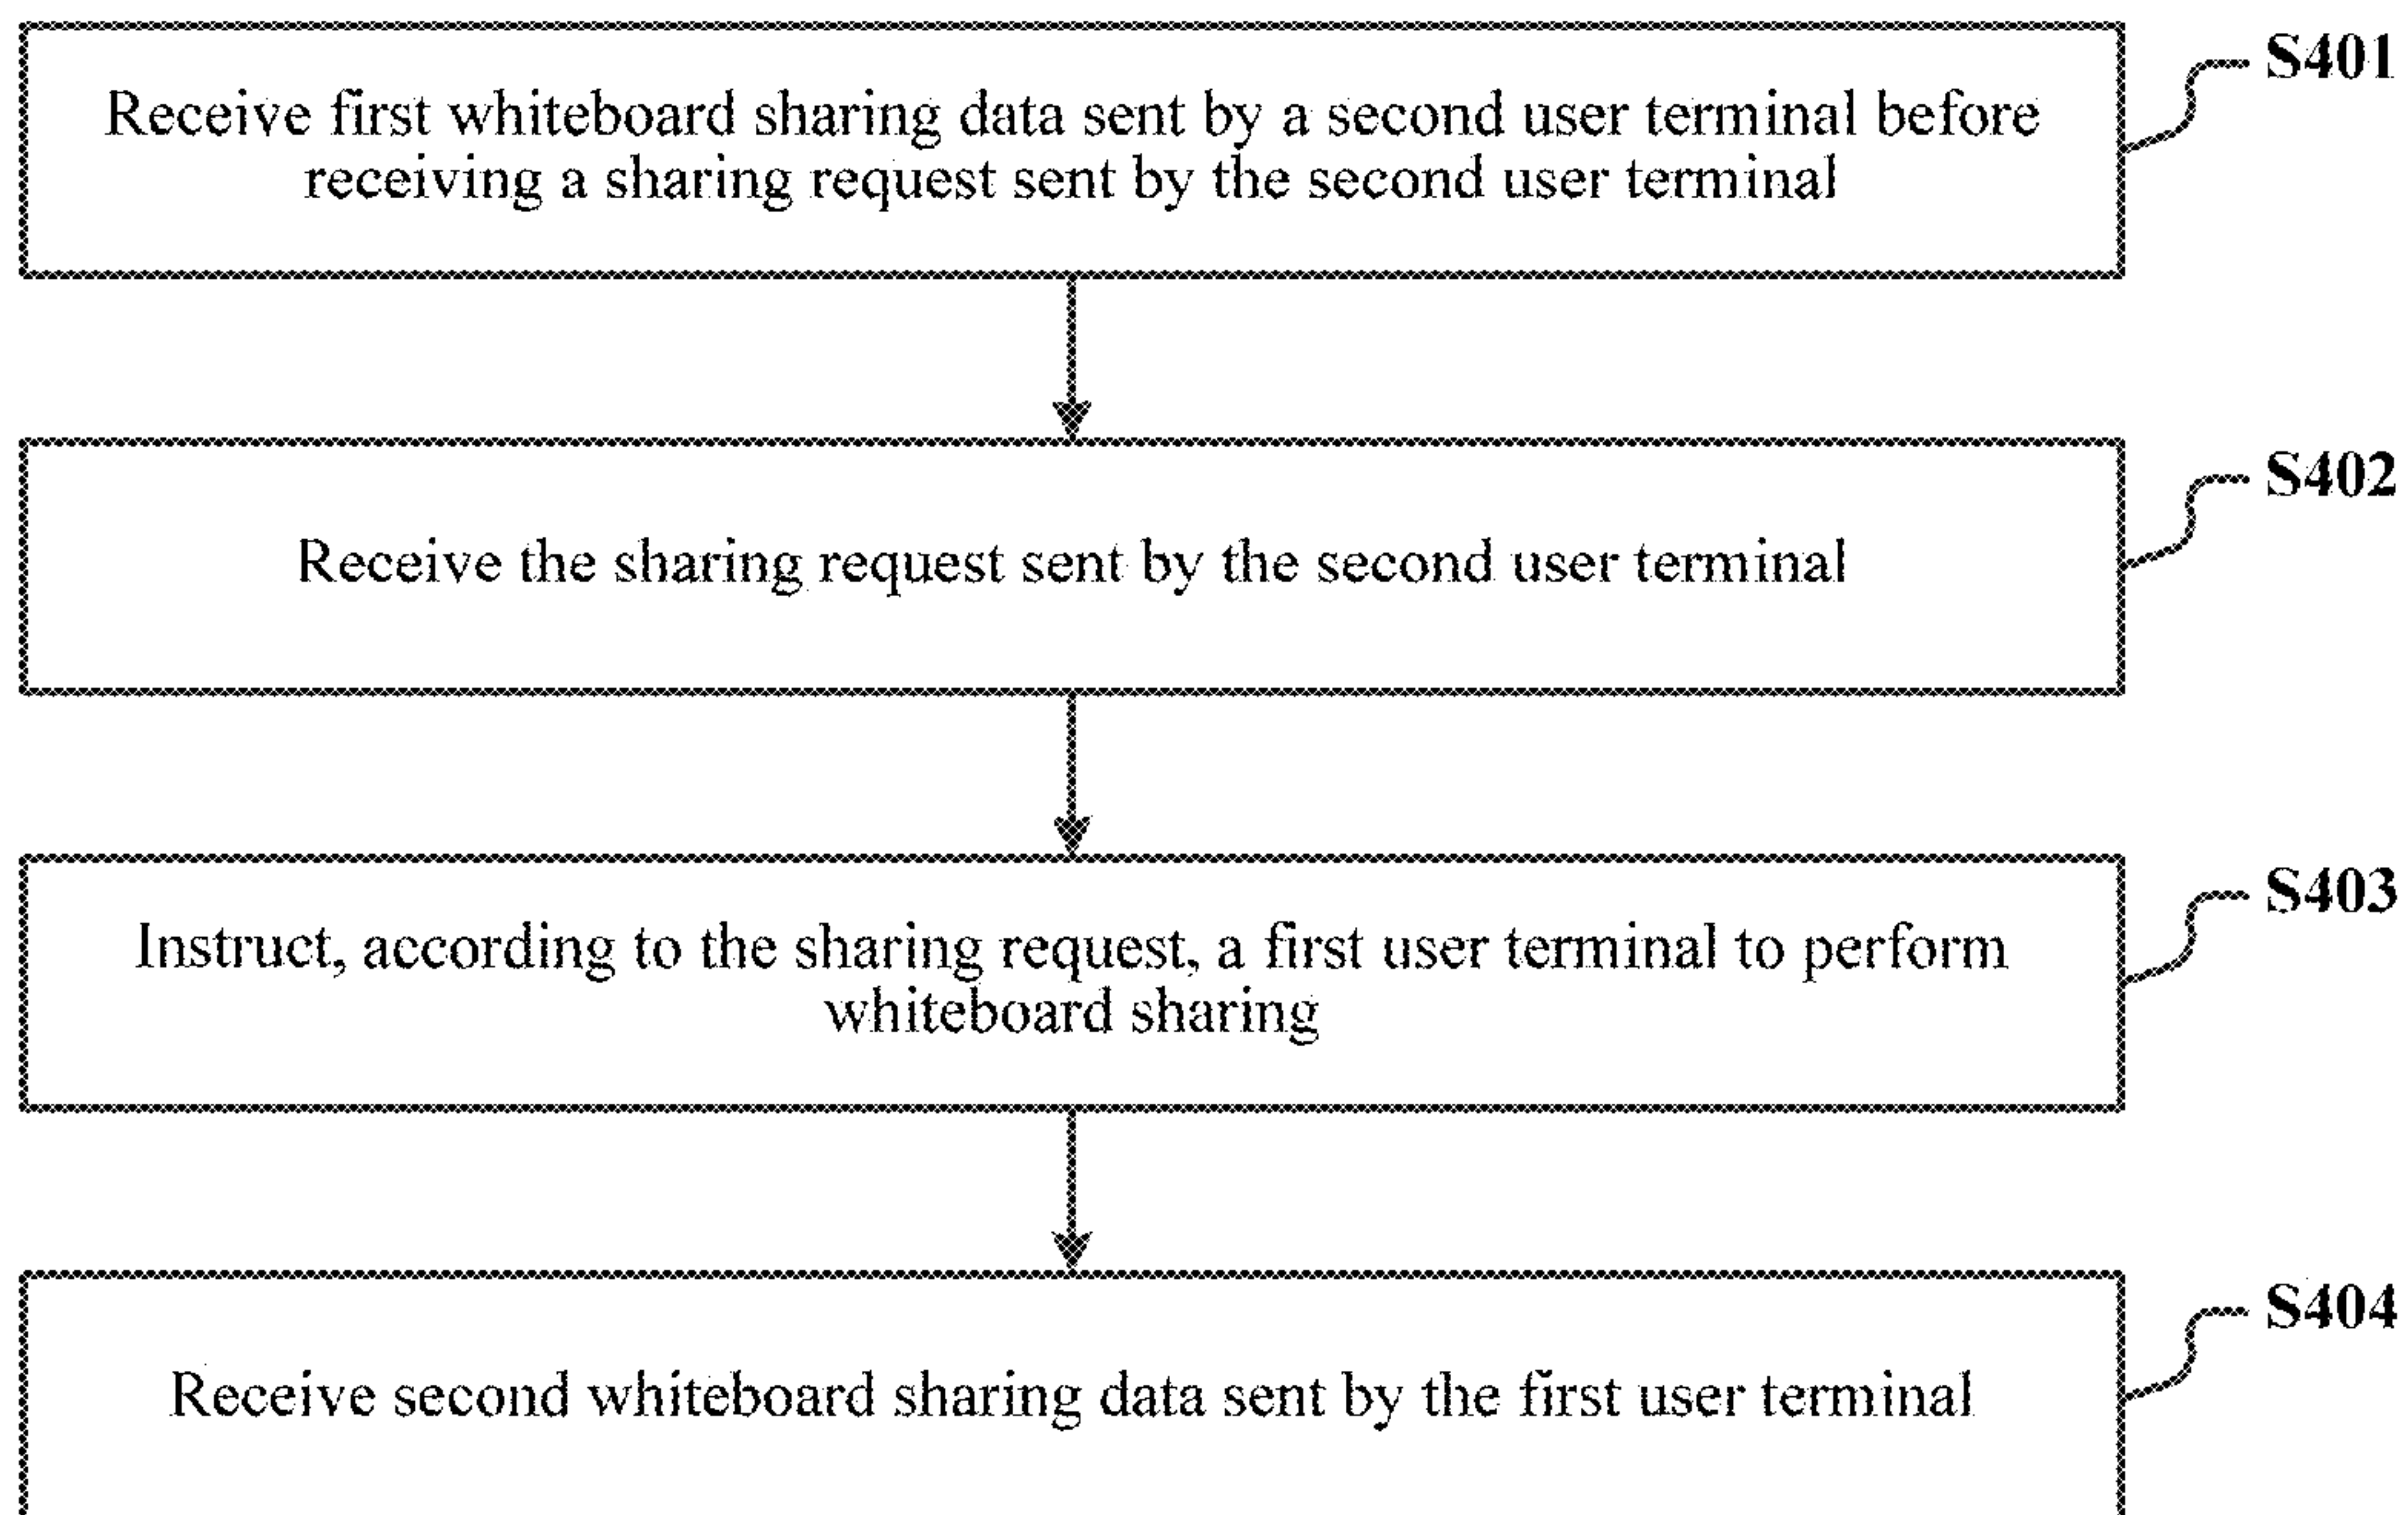 Receive first whiteboard sharing data sent by a second user terminal before
receiving a sharing request sent by the second user terminal
S401
Receive the sharing request sent by the second user terminal
S402
Instruct, according to the sharing request, a first user terminal to perform
whiteboard sharing
S403
Receive second whiteboard sharing data sent by the first user terminal
S404